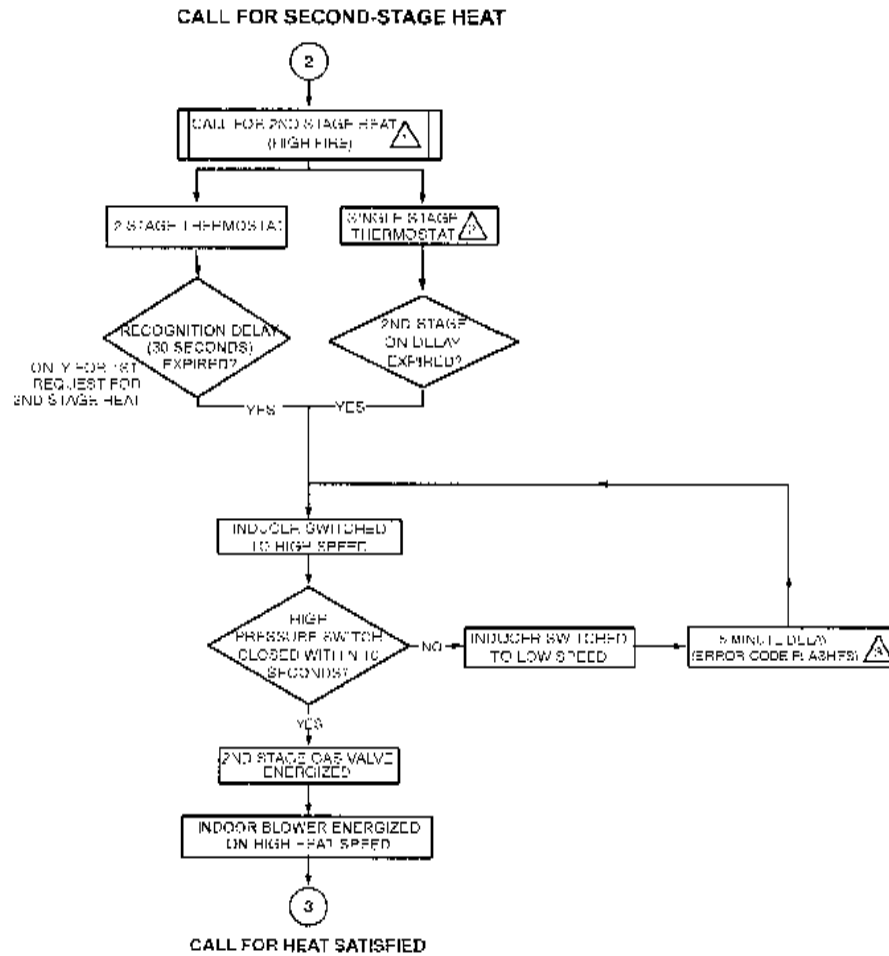 CALL FOR SECOND-STAGE HEAT
2
CALL FOR 2ND STAGE HEAT
(HIGH FIRE)
2 STAGE THERMOSTAT
SINGLE STAGE
THERMOSTAT 2
RECOGNITION DELAY
(30 SECONDS)
EXPIRED?
2ND STAGE
ON DELAY
EXPIRED?
ONLY FOR 1ST
REQUEST FOR
2ND STAGE HEAT
YES
YES
INDUCER SWITCHED
TO HIGH SPEED
HIGH
PRESSURE SWITCH
CLOSED WITHIN 10
SECONDS?
NO
INDUCER SWITCHED
TO LOW SPEED
5 MINUTE DELAY
(ERROR CODE FLASHES) 3
YES
2ND STAGE GAS VALVE
ENERGIZED
INDOOR BLOWER ENERGIZED
ON HIGH HEAT SPEED
3
CALL FOR HEAT SATISFIED